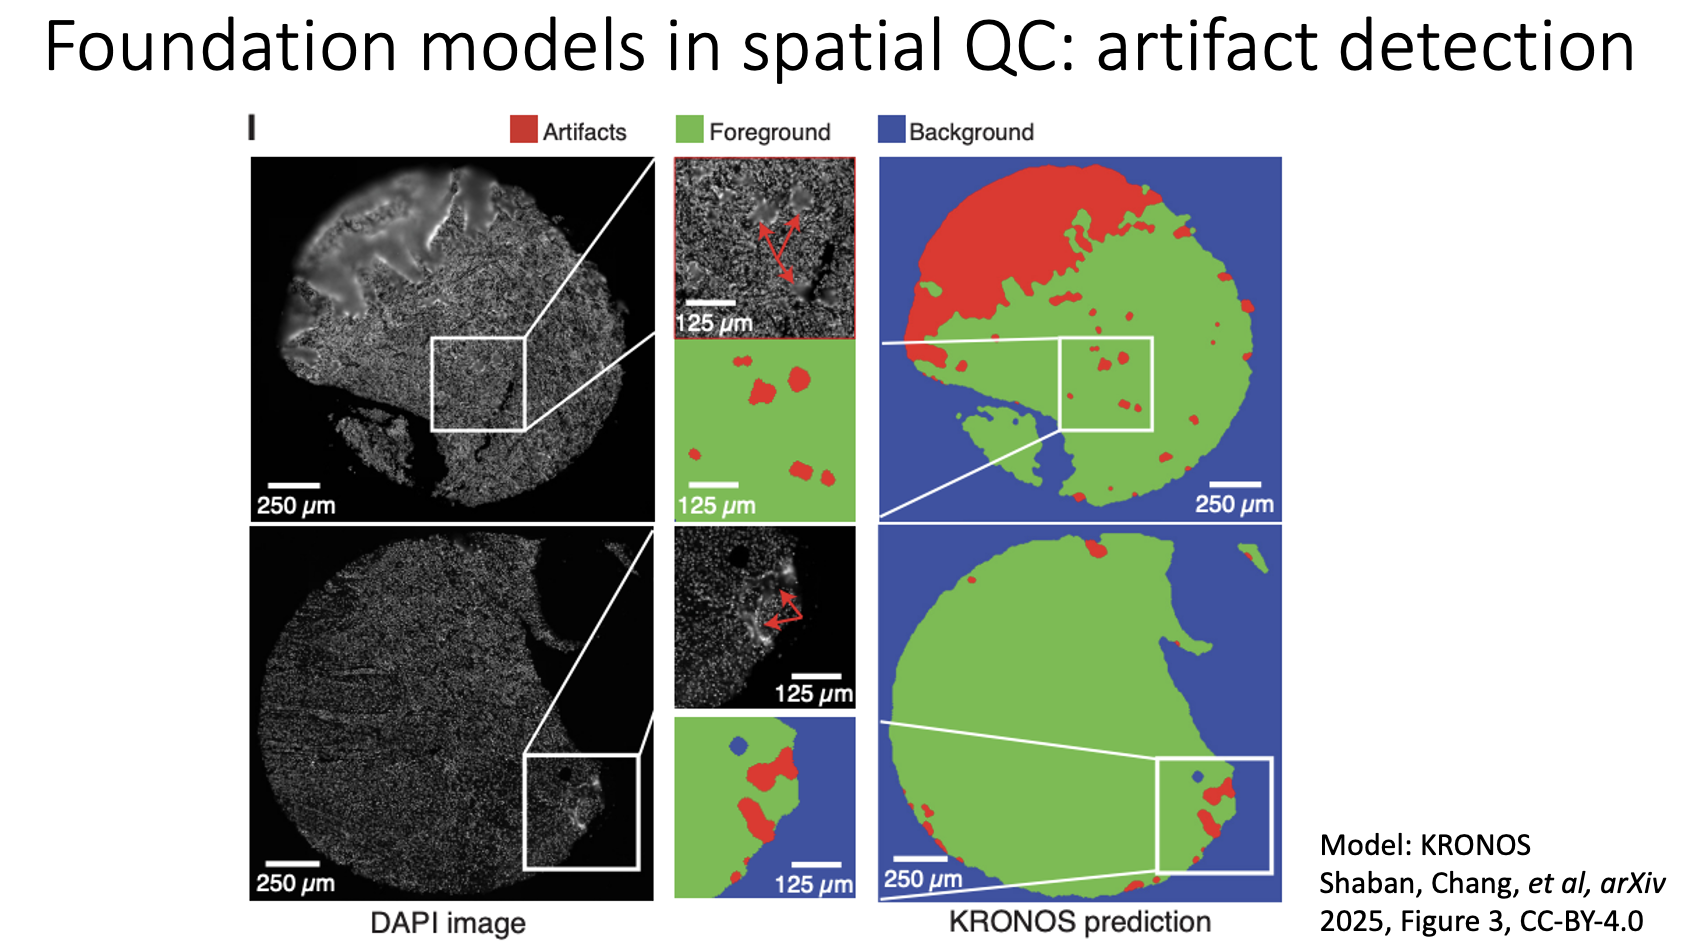 Foundation models in spatial QC: artifact detection
I
Artifacts
Foreground
Background
125 µm
250 µm
125 µm
250 µm
125 µm
250 µm
125 µm
250 µm
DAPI image
KRONOS prediction
Model: KRONOS
Shaban, Chang, et al, arXiv
2025, Figure 3, CC-BY-4.0